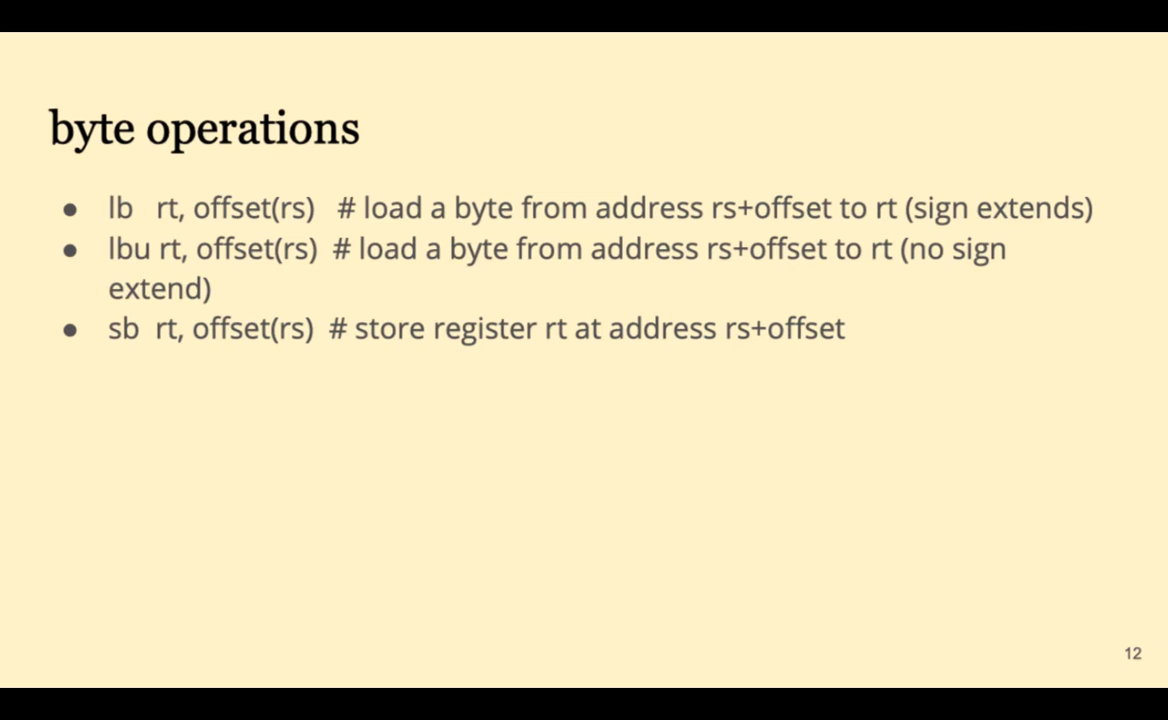 byte operations
● lb rt, offset(rs) # load a byte from address rs+offset to rt (sign extends)
● lbu rt, offset(rs) # load a byte from address rs+offset to rt (no sign
extend)
● sb rt, offset(rs) # store register rt at address rs+offset
12